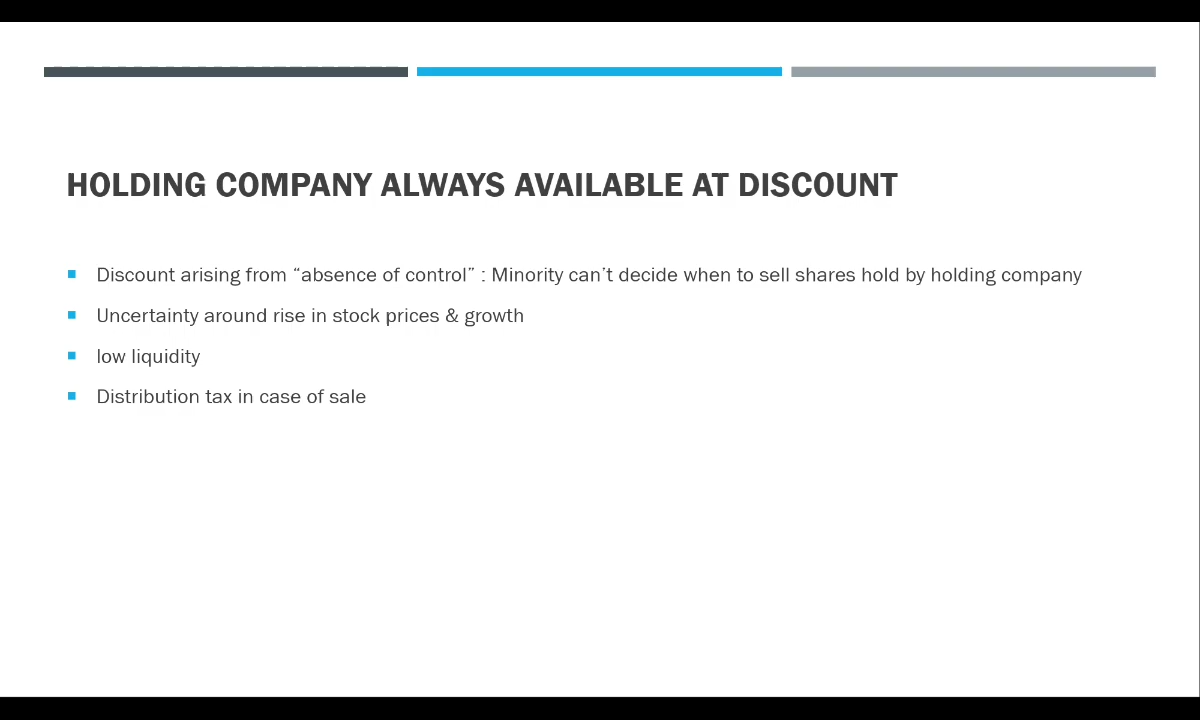 HOLDING COMPANY ALWAYS AVAILABLE AT DISCOUNT
Discount arising from “absence of control” : Minority can’t decide when to sell shares hold by holding company
Uncertainty around rise in stock prices & growth
low liquidity
Distribution tax in case of sale